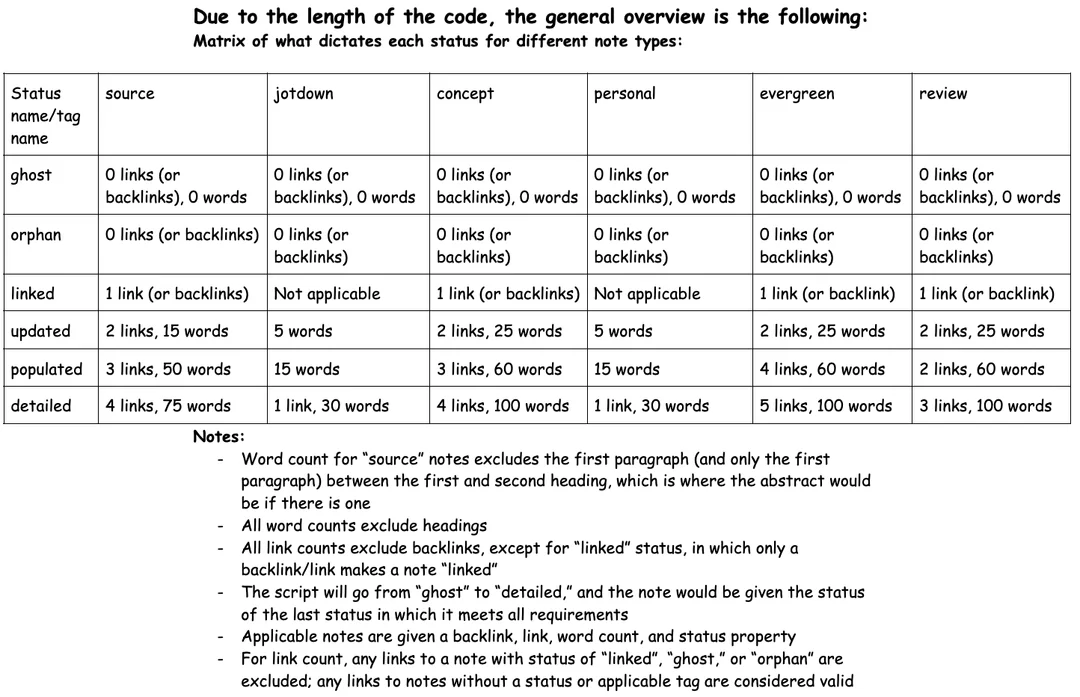 Due to the length of the code, the general overview is the following:
Matrix of what dictates each status for different note types:
Status name/tag name | source | jotdown | concept | personal | evergreen | review
ghost | 0 links (or backlinks), 0 words | 0 links (or backlinks), 0 words | 0 links (or backlinks), 0 words | 0 links (or backlinks), 0 words | 0 links (or backlinks), 0 words | 0 links (or backlinks), 0 words
orphan | 0 links (or backlinks) | 0 links (or backlinks) | 0 links (or backlinks) | 0 links (or backlinks) | 0 links (or backlinks) | 0 links (or backlinks)
linked | 1 link (or backlinks) | Not applicable | 1 link (or backlinks) | Not applicable | 1 link (or backlink) | 1 link (or backlink)
updated | 2 links, 15 words | 5 words | 2 links, 25 words | 5 words | 2 links, 25 words | 2 links, 25 words
populated | 3 links, 50 words | 15 words | 3 links, 60 words | 15 words | 4 links, 60 words | 2 links, 60 words
detailed | 4 links, 75 words | 1 link, 30 words | 4 links, 100 words | 1 link, 30 words | 5 links, 100 words | 3 links, 100 words
Notes:
- Word count for “source” notes excludes the first paragraph (and only the first
paragraph) between the first and second heading, which is where the abstract would
be if there is one
- All word counts exclude headings
- All link counts exclude backlinks, except for “linked” status, in which only a
backlink/link makes a note “linked”
- The script will go from “ghost” to “detailed,” and the note would be given the status
of the last status in which it meets all requirements
- Applicable notes are given a backlink, link, word count, and status property
- For link count, any links to a note with status of “linked”, “ghost,” or “orphan” are
excluded; any links to notes without a status or applicable tag are considered valid